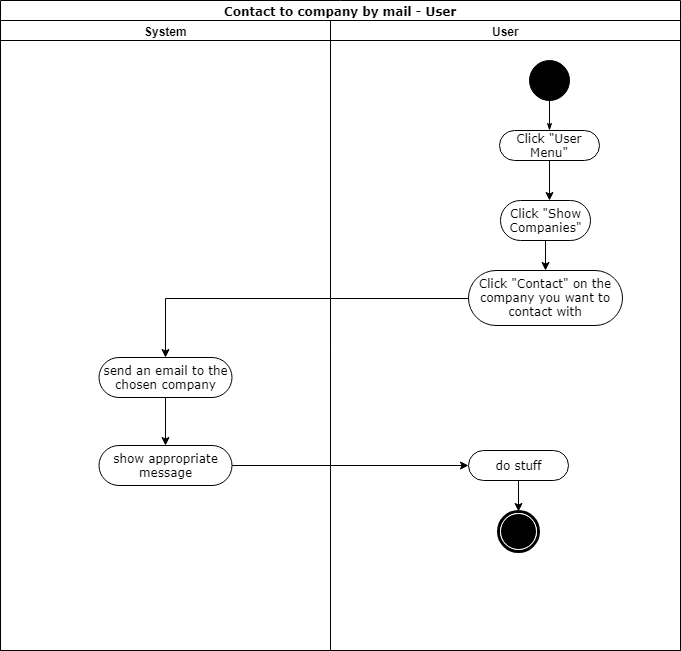 Contact to company by mail - User
System
User
Click "User
Menu"
Click "Show
Companies"
Click "Contact" on the
company you want to
contact with
send an email to the
chosen company
show appropriate
message
do stuff